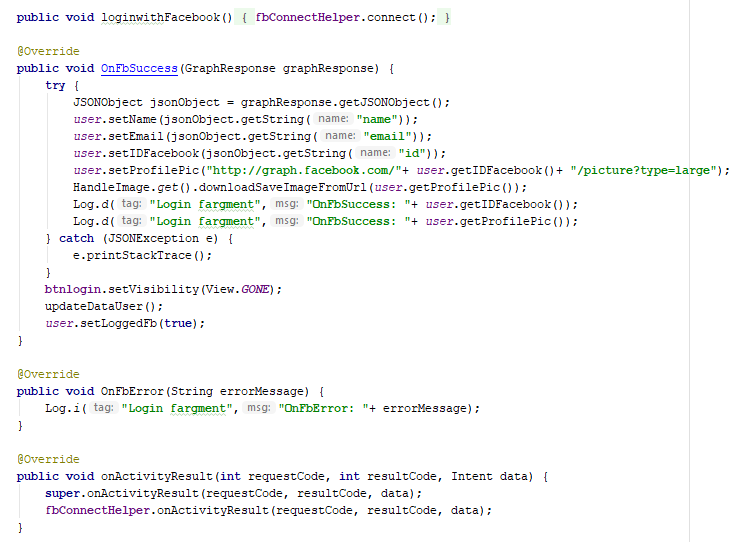 public void loginwithFacebook() { fbConnectHelper.connect(); }
@Override
public void OnFbSuccess(GraphResponse graphResponse) {
try {
JSONObject jsonObject = graphResponse.getJSONObject();
user.setName(jsonObject.getString( name: "name"));
user.setEmail(jsonObject.getString( name: "email"));
user.setIDFacebook(jsonObject.getString( name: "id"));
user.setProfilePic("http://graph.facebook.com/"+ user.getIDFacebook()+ "/picture?type=large");
HandleImage.get().downloadSaveImageFromUrl(user.getProfilePic());
Log.d( tag: "Login fargment", msg: "OnFbSuccess: "+ user.getIDFacebook());
Log.d( tag: "Login fargment", msg: "OnFbSuccess: "+ user.getProfilePic());
} catch (JSONException e) {
e.printStackTrace();
}
btnlogin.setVisibility(View.GONE);
updateDataUser();
user.setLoggedFb(true);
}
@Override
public void OnFbError(String errorMessage) {
Log.i( tag: "Login fargment", msg: "OnFbError: "+ errorMessage);
}
@Override
public void onActivityResult(int requestCode, int resultCode, Intent data) {
super.onActivityResult(requestCode, resultCode, data);
fbConnectHelper.onActivityResult(requestCode, resultCode, data);
}